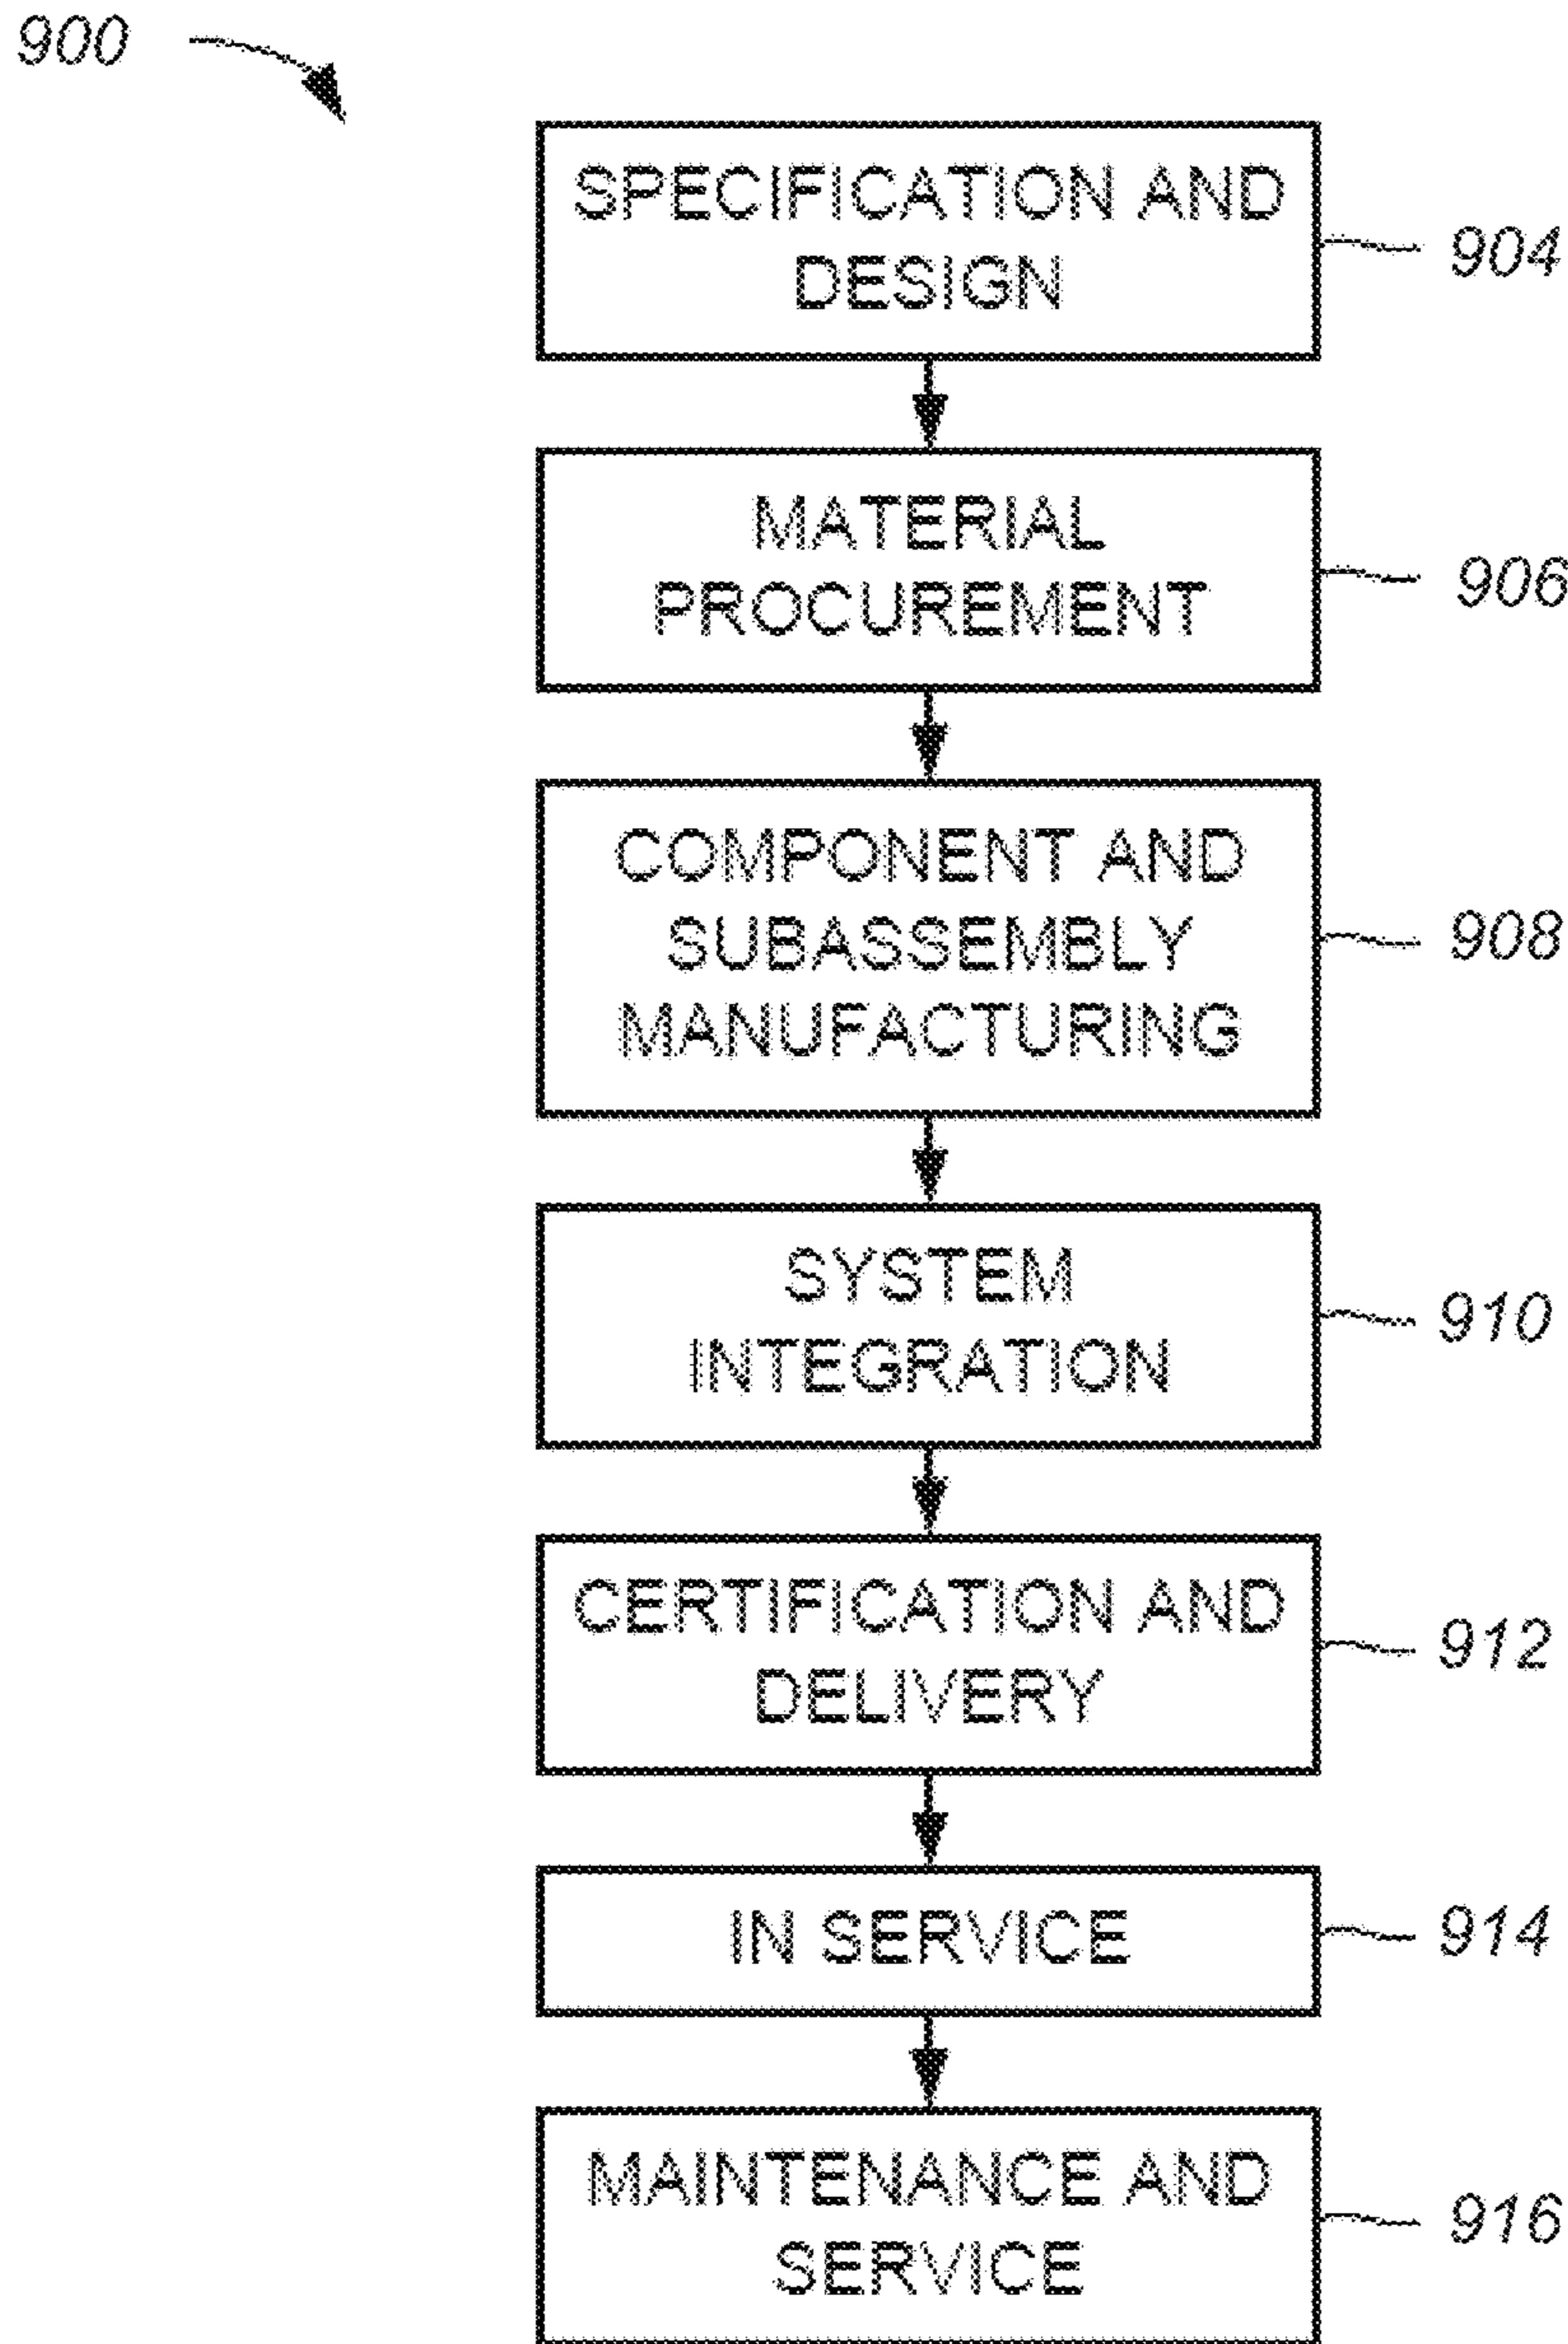 900
SPECIFICATION AND
DESIGN
904
MATERIAL
PROCUREMENT
906
COMPONENT AND
SUBASSEMBLY
MANUFACTURING
908
SYSTEM
INTEGRATION
910
CERTIFICATION AND
DELIVERY
912
IN SERVICE
914
MAINTENANCE AND
SERVICE
916